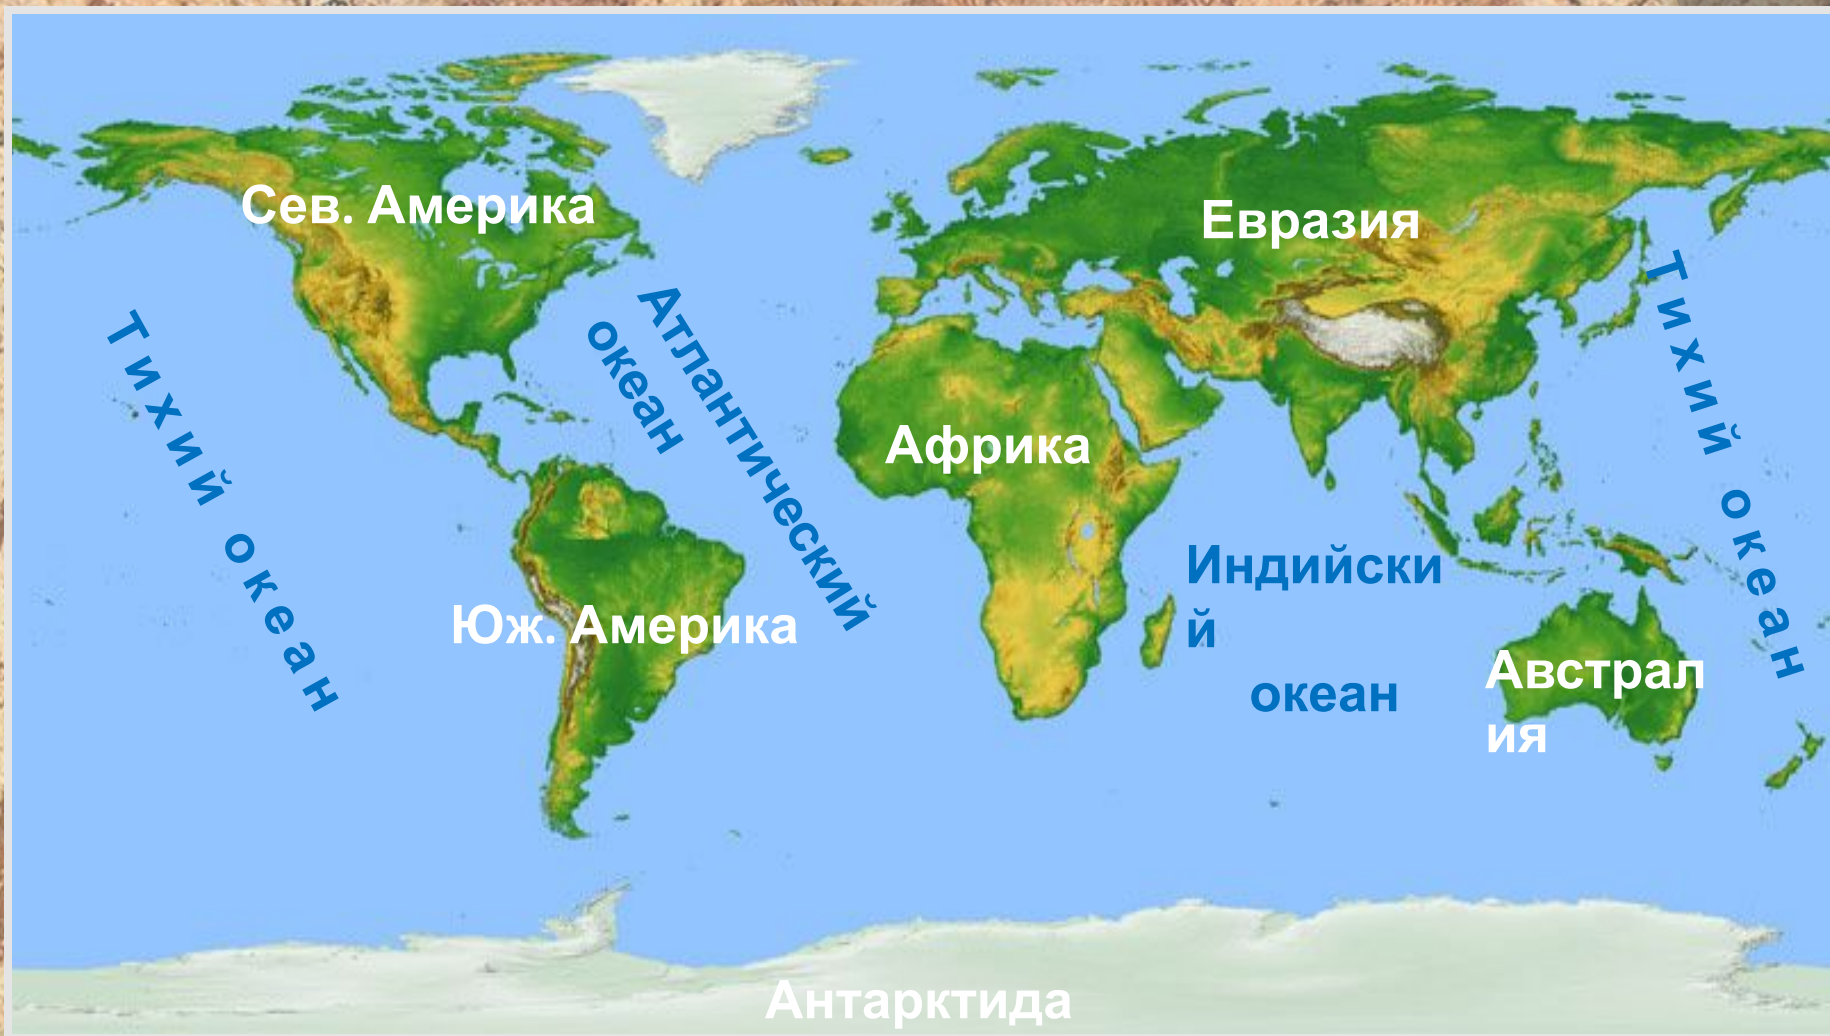 Сев. Америка
Евразия
Тихий океан
Атлантический
океан
Тихий океан
Африка
Индийски
й
океан
Юж. Америка
Австрал
ия
Антарктида